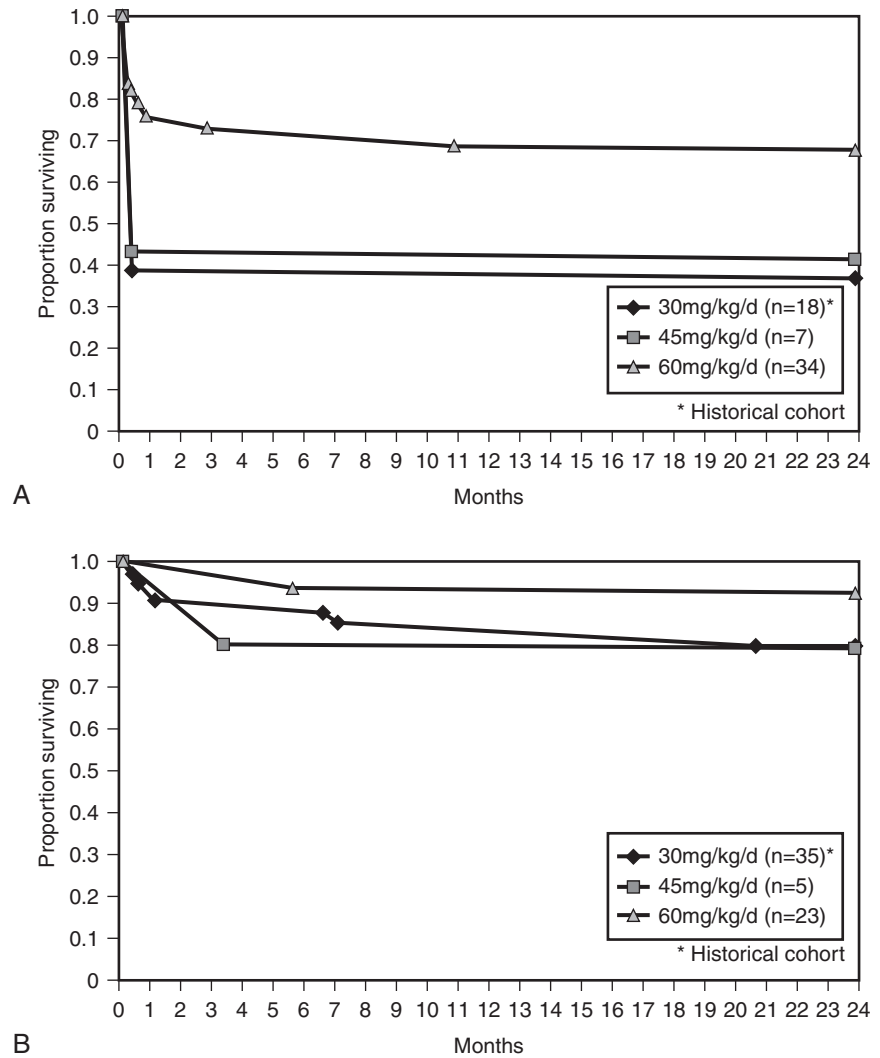 1.0
0.9
0.8
0.7
0.6
0.5
0.4
0.3
0.2
0.1
0
Proportion surviving
30mg/kg/d (n=18)*
45mg/kg/d (n=7)
60mg/kg/d (n=34)
* Historical cohort
0 1 2 3 4 5 6 7 8 9 10 11 12 13 14 15 16 17 18 19 20 21 22 23 24
Months
A
1.0
0.9
0.8
0.7
0.6
0.5
0.4
0.3
0.2
0.1
0
Proportion surviving
30mg/kg/d (n=35)*
45mg/kg/d (n=5)
60mg/kg/d (n=23)
* Historical cohort
0 1 2 3 4 5 6 7 8 9 10 11 12 13 14 15 16 17 18 19 20 21 22 23 24
Months
B